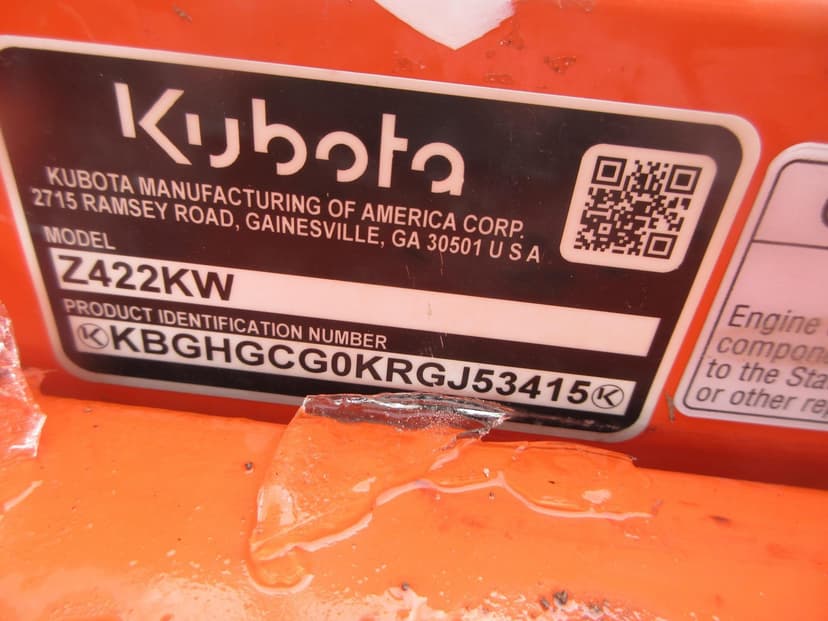 Kubota
KUBOTA MANUFACTURING OF AMERICA CORP.
2715 RAMSEY ROAD, GAINESVILLE, GA 30501 U S A
MODEL
Z422KW
PRODUCT IDENTIFICATION NUMBER
KBGHGCG0KRGJ53415
Engine
compon
to the Sta
or other re